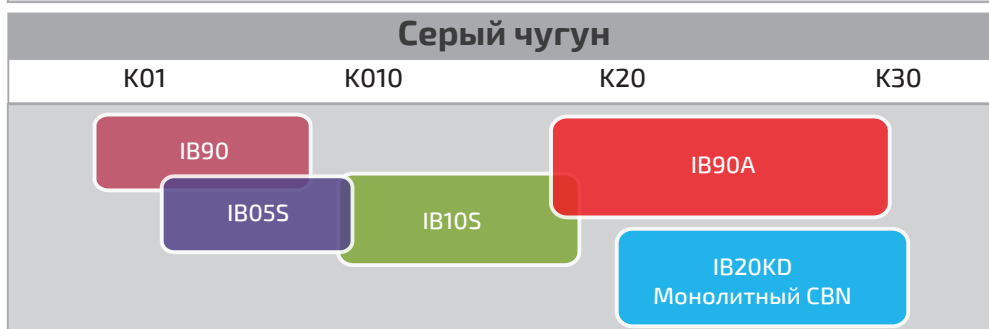 Серый чугун
K01 K010 K20 K30
IB90
IB90A
IB05S
IB10S
IB20KD
Монолитный CBN